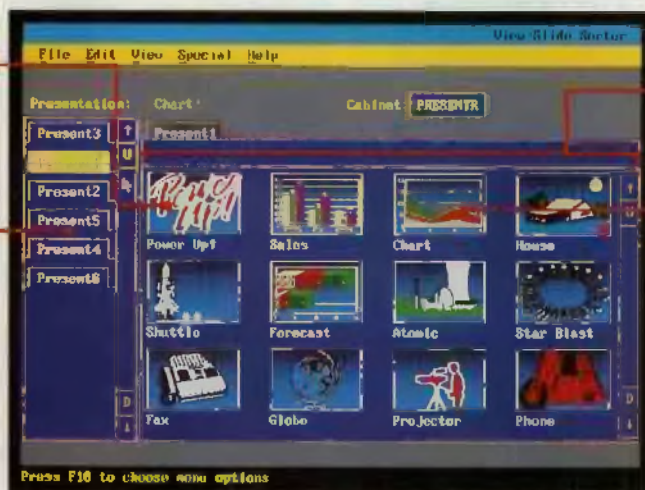 View Slide Sorter
File Edit View Special Help
Presentation: Chart: Cabinet: PRESENTR
Present3
Present1
Present2
Present5
Present4
Present6
Power Up!
Sales
Chart
House
Shuttle
Forecast
Atomic
Star Blast
Fax
Globe
Projector
Phone
Press F10 to choose menu options